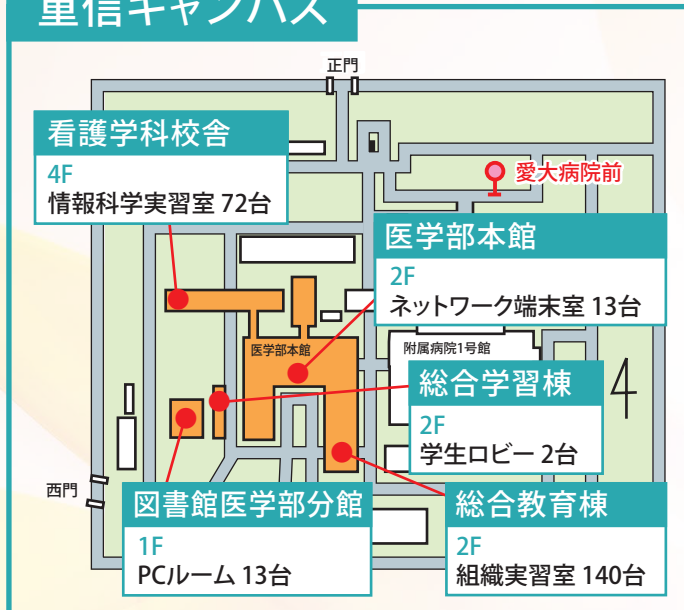 重信キャンパス
正門
看護学科校舎
4F
情報科学実習室 72台
愛大病院前
医学部本館
2F
ネットワーク端末室 13台
医学部本館
附属病院1号館
総合学習棟
2F
学生ロビー 2台
西門
図書館医学部分館
1F
PCルーム 13台
総合教育棟
2F
組織実習室 140台